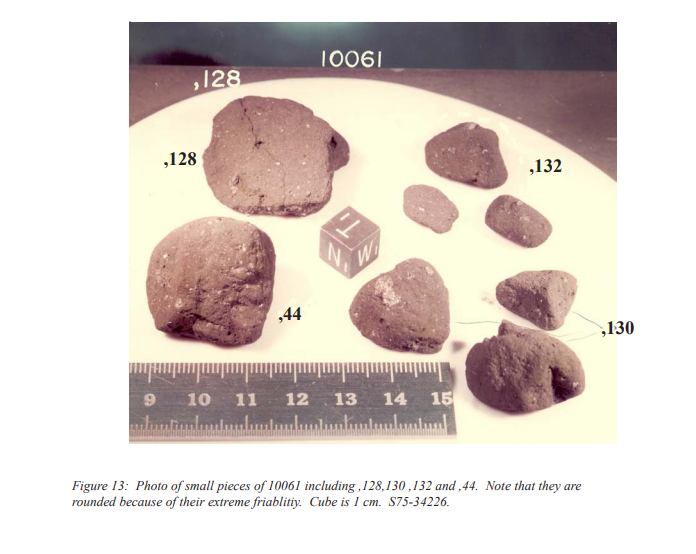 10061
,128
,128
,132
,44
,130
N W
9 10 11 12 13 14 15
Figure 13: Photo of small pieces of 10061 including ,128,130 ,132 and ,44. Note that they are
rounded because of their extreme friablitiy. Cube is 1 cm. S75-34226.